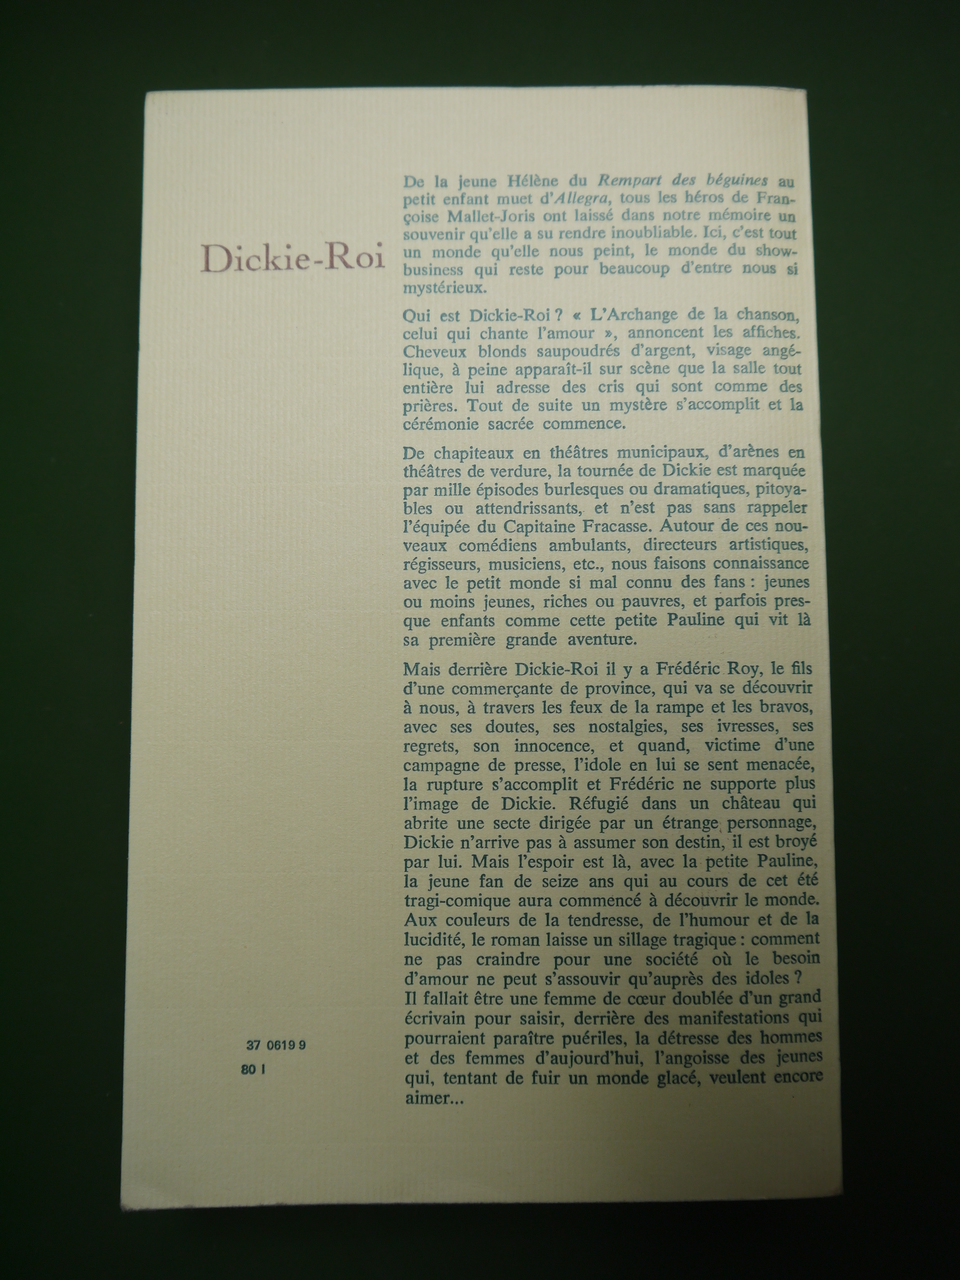 Dickie-Roi
De la jeune Hélène du Rempart des béguines au
petit enfant muet d'Allegra, tous les héros de Fran-
çoise Mallet-Joris ont laissé dans notre mémoire un
souvenir qu'elle a su rendre inoubliable. Ici, c'est tout
un monde qu'elle nous peint, le monde du show-
business qui reste pour beaucoup d'entre nous si
mystérieux.
Qui est Dickie-Roi ? « L'Archange de la chanson,
celui qui chante l'amour », annoncent les affiches.
Cheveux blonds saupoudrés d'argent, visage angé-
lique, à peine apparaît-il sur scène que la salle tout
entière lui adresse des cris qui sont comme des
prières. Tout de suite un mystère s'accomplit et la
cérémonie sacrée commence.
De chapiteaux en théâtres municipaux, d'arènes en
théâtres de verdure, la tournée de Dickie est marquée
par mille épisodes burlesques ou dramatiques, pitoya-
bles ou attendrissants, et n'est pas sans rappeler
l'équipée du Capitaine Fracasse. Autour de ces nou-
veaux comédiens ambulants, directeurs artistiques,
régisseurs, musiciens, etc., nous faisons connaissance
avec le petit monde si mal connu des fans : jeunes
ou moins jeunes, riches ou pauvres, et parfois pres-
que enfants comme cette petite Pauline qui vit là
sa première grande aventure.
Mais derrière Dickie-Roi il y a Frédéric Roy, le fils
d'une commerçante de province, qui va se découvrir
à nous, à travers les feux de la rampe et les bravos,
avec ses doutes, ses nostalgies, ses ivresses, ses
regrets, son innocence, et quand, victime d'une
campagne de presse, l'idole en lui se sent menacée,
la rupture s'accomplit et Frédéric ne supporte plus
l'image de Dickie. Réfugié dans un château qui
abrite une secte dirigée par un étrange personnage,
Dickie n'arrive pas à assumer son destin, il est broyé
par lui. Mais l'espoir est là, avec la petite Pauline,
la jeune fan de seize ans qui au cours de cet été
tragi-comique aura commencé à découvrir le monde.
Aux couleurs de la tendresse, de l'humour et de la
lucidité, le roman laisse un sillage tragique : comment
ne pas craindre pour une société où le besoin
d'amour ne peut s'assouvir qu'auprès des idoles ?
Il fallait être une femme de cœur doublée d'un grand
écrivain pour saisir, derrière des manifestations qui
pourraient paraître puériles, la détresse des hommes
et des femmes d'aujourd'hui, l'angoisse des jeunes
qui, tentant de fuir un monde glacé, veulent encore
aimer...
37 0619 9
80 I